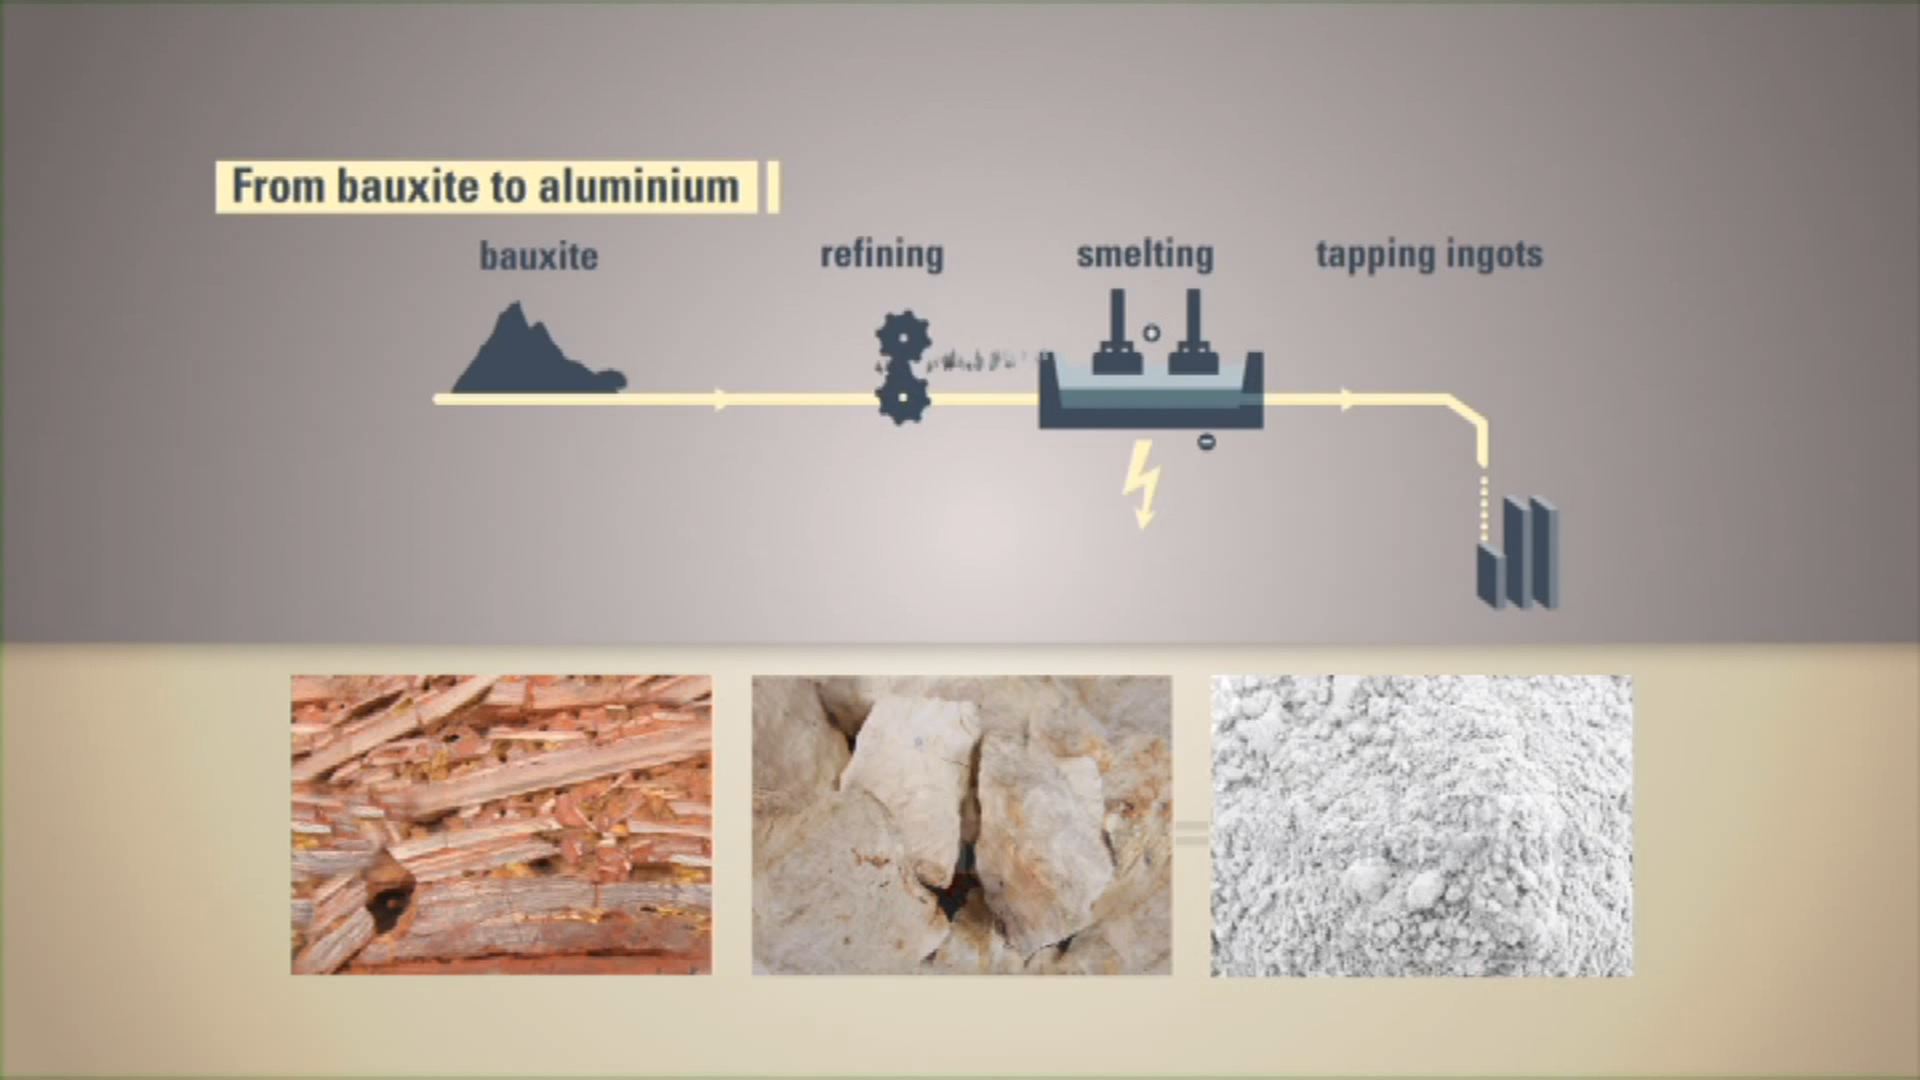 From bauxite to aluminium
bauxite
refining
smelting
tapping ingots